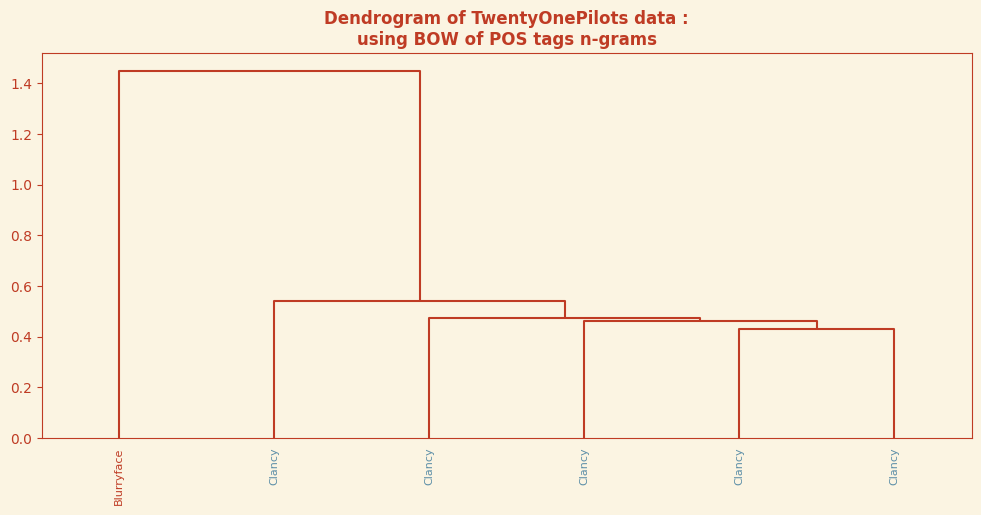 Dendrogram of TwentyOnePilots data :
using BOW of POS tags n-grams
1.4
1.2
1.0
0.8
0.6
0.4
0.2
0.0
Blurryface
Clancy
Clancy
Clancy
Clancy
Clancy